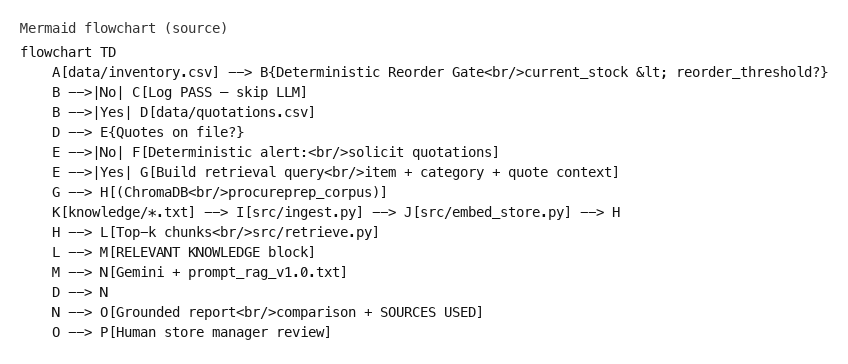 Mermaid flowchart (source)
flowchart TD
    A[data/inventory.csv] --> B{Deterministic Reorder Gate<br/>current_stock &lt; reorder_threshold?}
    B -->|No| C[Log PASS — skip LLM]
    B -->|Yes| D[data/quotations.csv]
    D --> E{Quotes on file?}
    E -->|No| F[Deterministic alert:<br/>solicit quotations]
    E -->|Yes| G[Build retrieval query<br/>item + category + quote context]
    G --> H[(ChromaDB<br/>procureprep_corpus)]
    K[knowledge/*.txt] --> I[src/ingest.py] --> J[src/embed_store.py] --> H
    H --> L[Top-k chunks<br/>src/retrieve.py]
    L --> M[RELEVANT KNOWLEDGE block]
    M --> N[Gemini + prompt_rag_v1.0.txt]
    D --> N
    N --> O[Grounded report<br/>comparison + SOURCES USED]
    O --> P[Human store manager review]